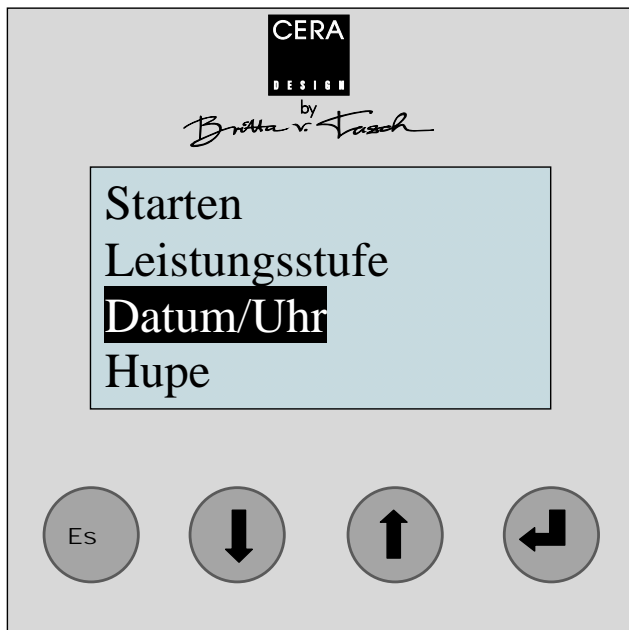 CERA
DESIGN
by
Britta v. Tasch
Starten
Leistungsstufe
Datum/Uhr
Hupe
Es